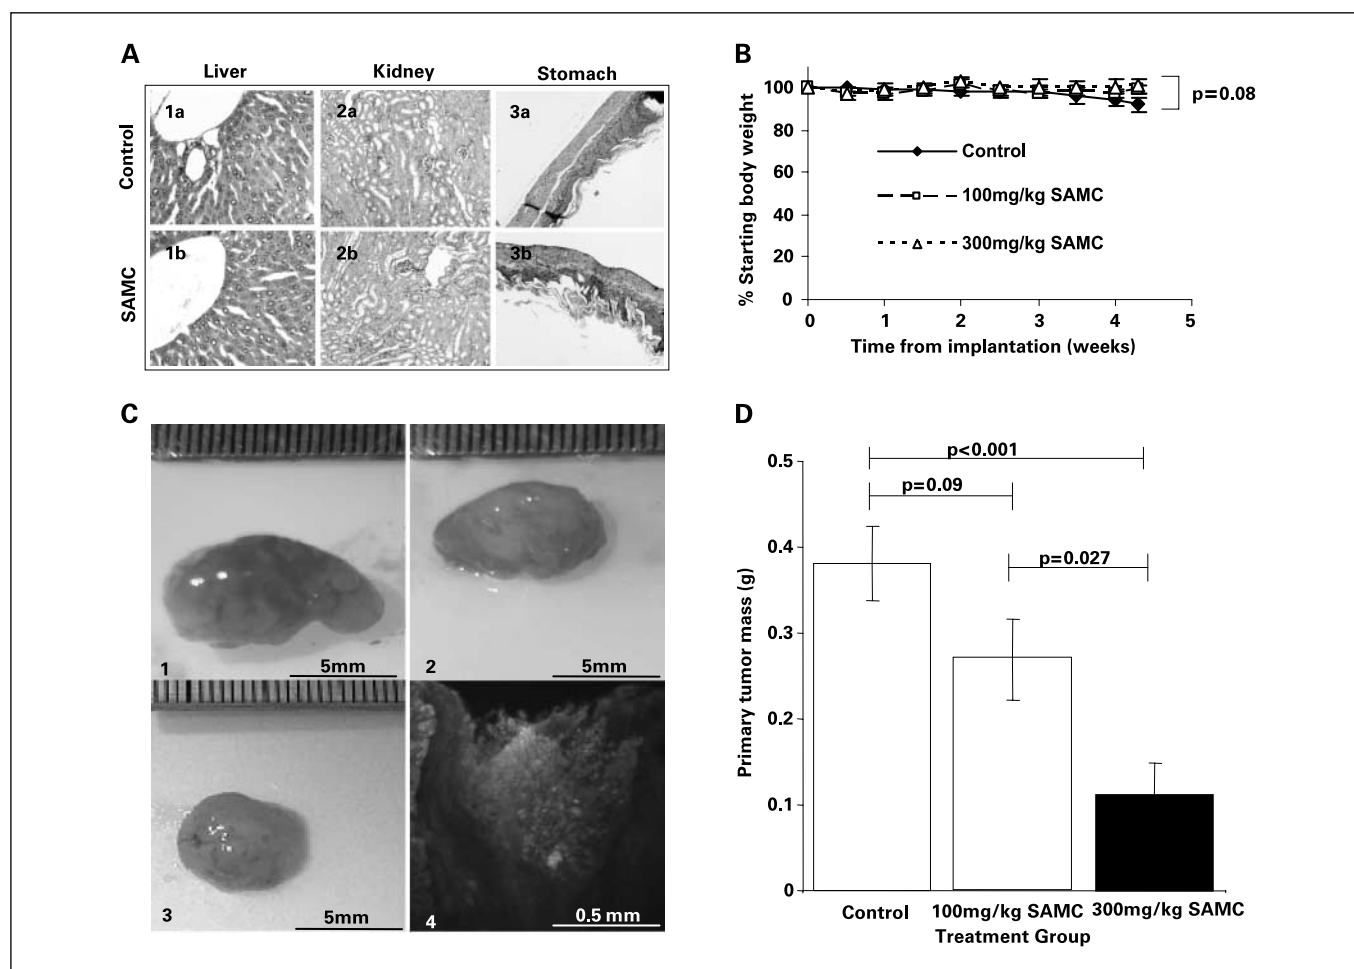 A
Liver
Kidney
Stomach
Control
SAMC
1a
2a
3a
1b
2b
3b
B
% Starting body weight
100
80
60
40
20
0
0
1
2
3
4
5
Time from implantation (weeks)
Control
100mg/kg SAMC
300mg/kg SAMC
p=0.08
C
1
5mm
2
5mm
3
5mm
4
0.5 mm
D
Primary tumor mass (g)
0.5
0.4
0.3
0.2
0.1
0
p<0.001
p=0.09
p=0.027
Control
100mg/kg SAMC
300mg/kg SAMC
Treatment Group